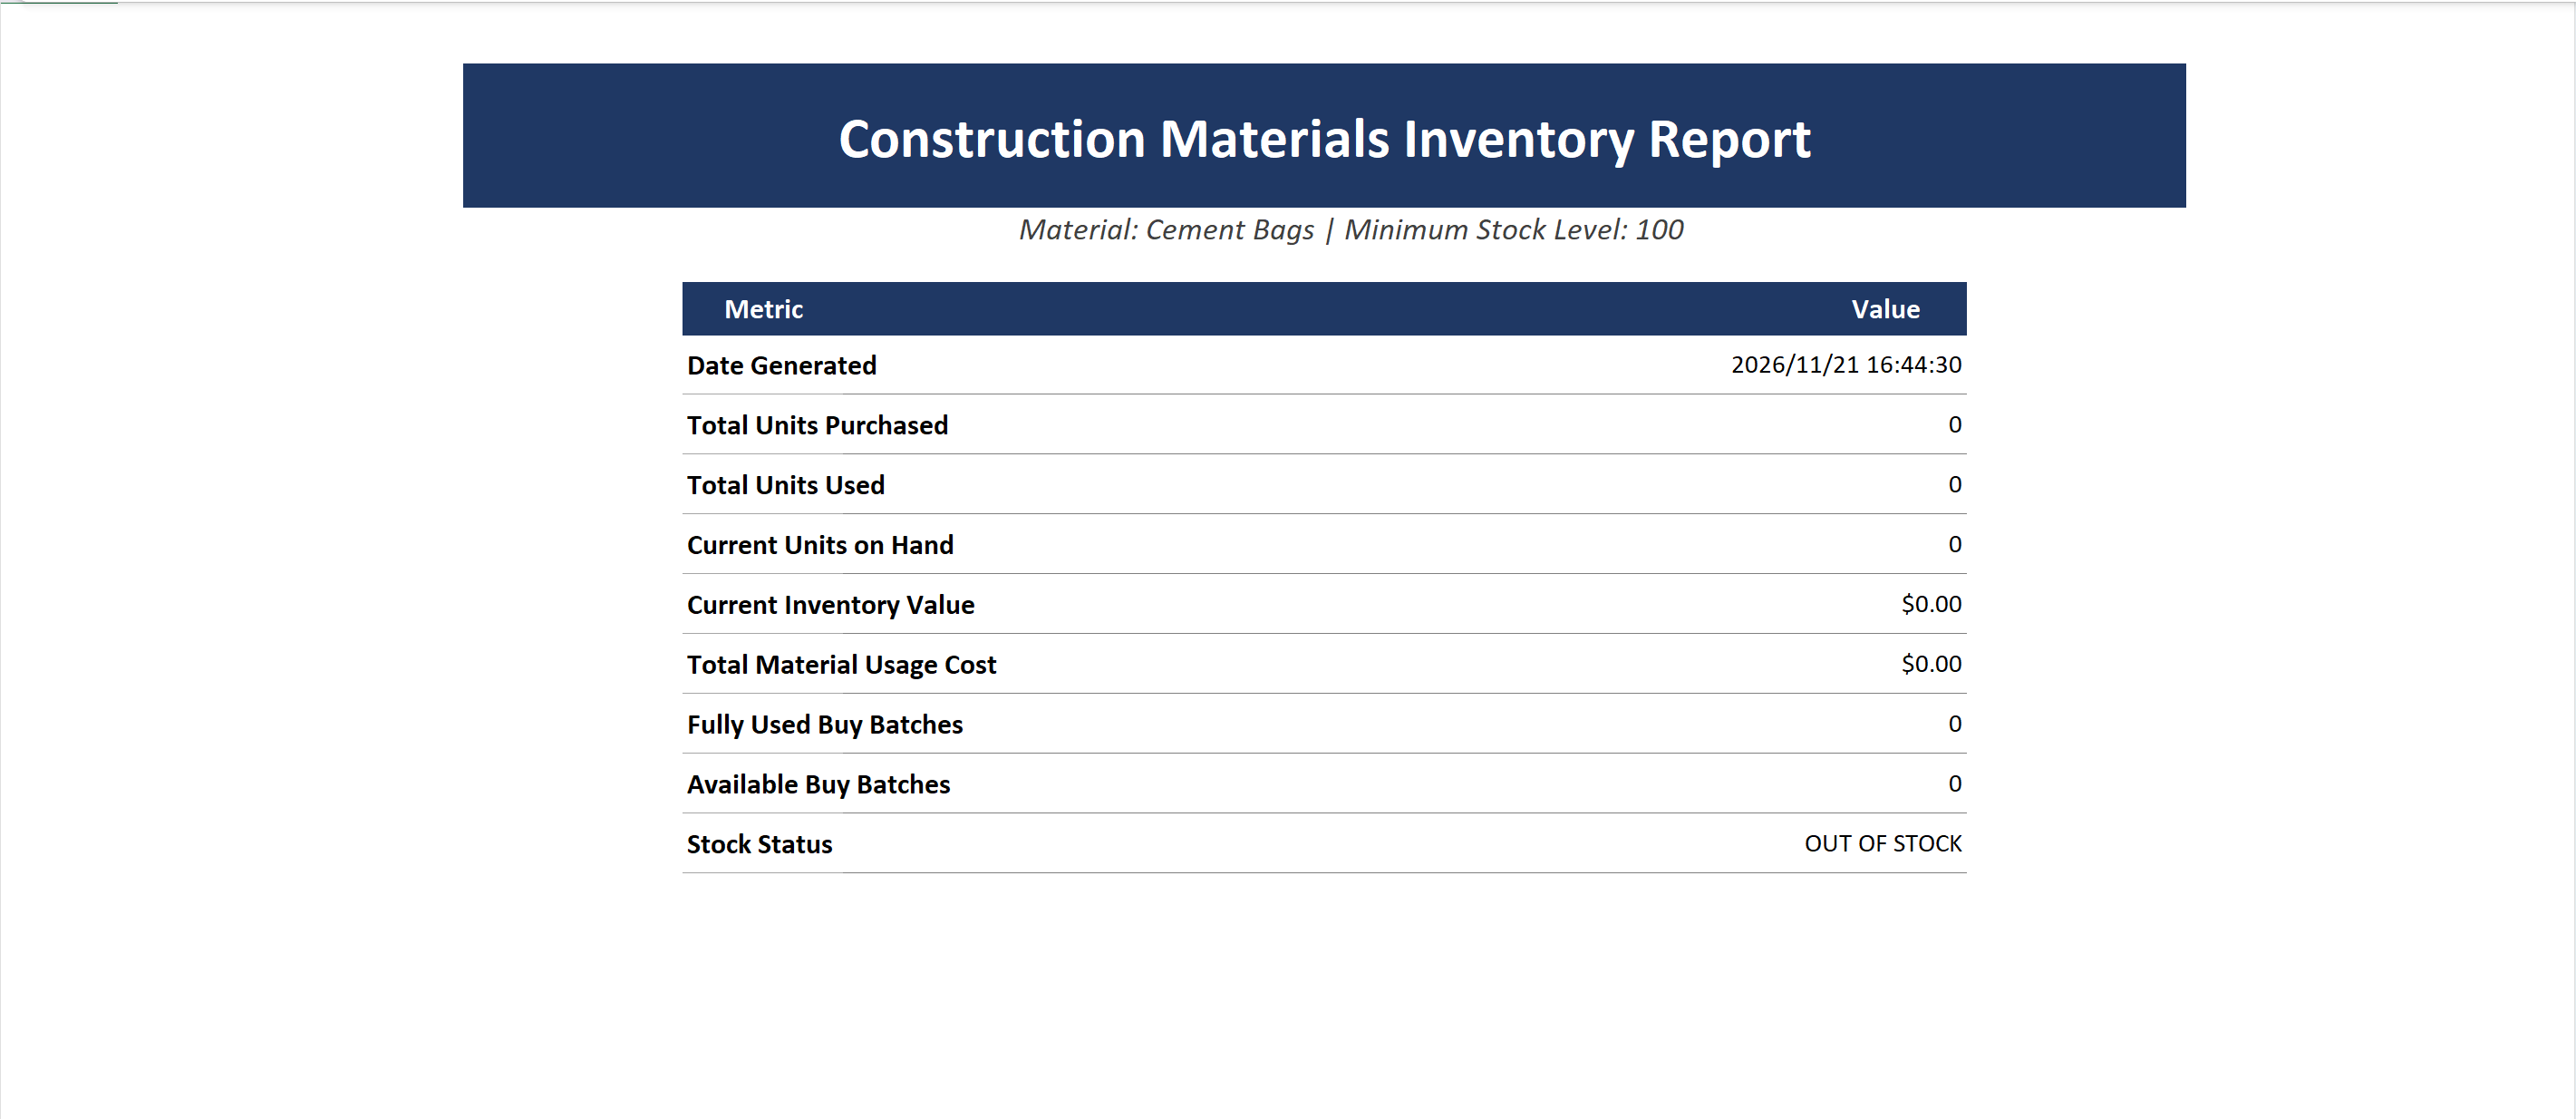 Construction Materials Inventory Report
Material: Cement Bags | Minimum Stock Level: 100
Metric Value
Date Generated 2026/11/21 16:44:30
Total Units Purchased 0
Total Units Used 0
Current Units on Hand 0
Current Inventory Value $0.00
Total Material Usage Cost $0.00
Fully Used Buy Batches 0
Available Buy Batches 0
Stock Status OUT OF STOCK